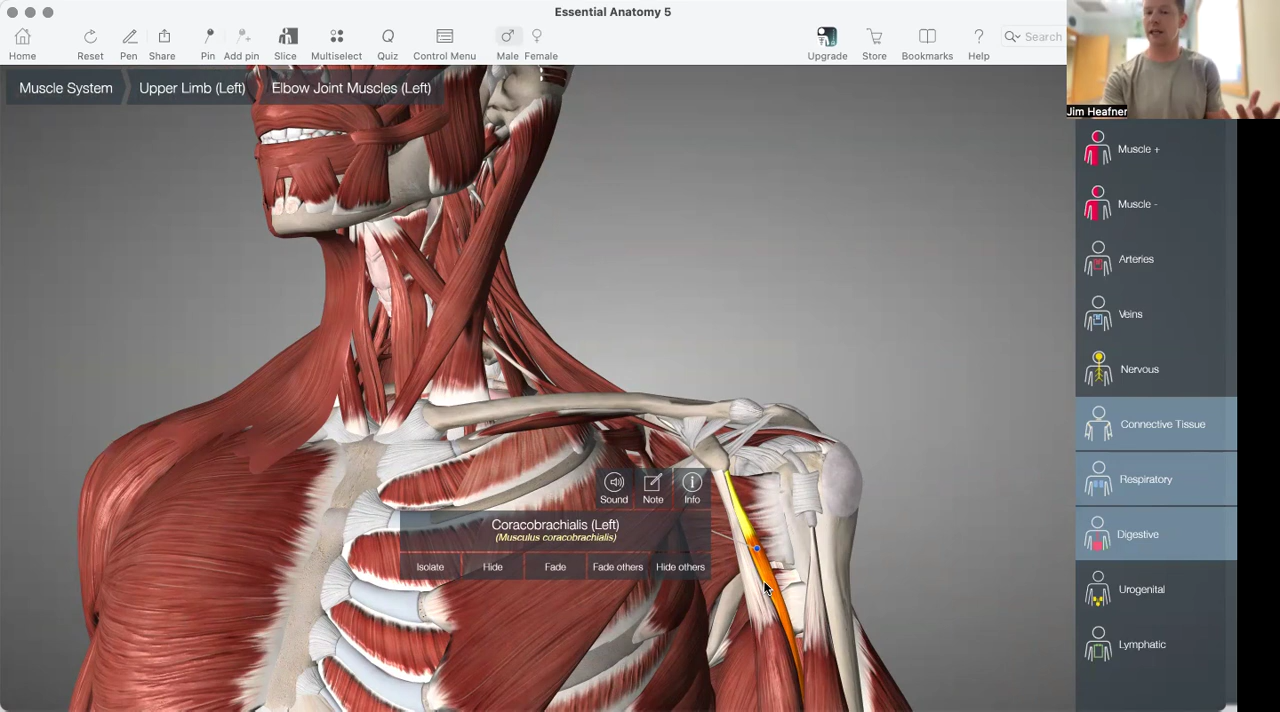 Essential Anatomy 5
Home
Reset
Pen
Share
Pin
Add pin
Slice
Multiselect
Quiz
Control Menu
Male
Female
Upgrade
Store
Bookmarks
Help
Search
Jim Heafner
Muscle System
Upper Limb (Left)
Elbow Joint Muscles (Left)
Muscle +
Muscle -
Arteries
Veins
Nervous
Connective Tissue
Respiratory
Digestive
Urogenital
Lymphatic
Sound
Note
Info
Coracobrachialis (Left)
(Musculus coracobrachialis)
Isolate
Hide
Fade
Fade others
Hide others